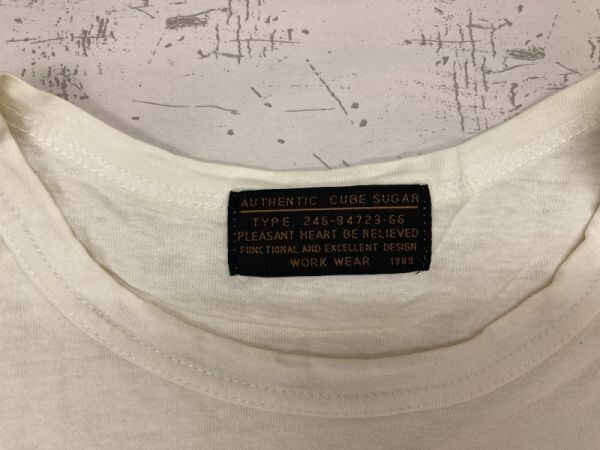 AUTHENTIC CUBE SUGAR
TYPE. 246-94723-66
PLEASANT HEART BE RELIEVED
FUNCTIONAL AND EXCELLENT DESIGN
WORK WEAR 1989